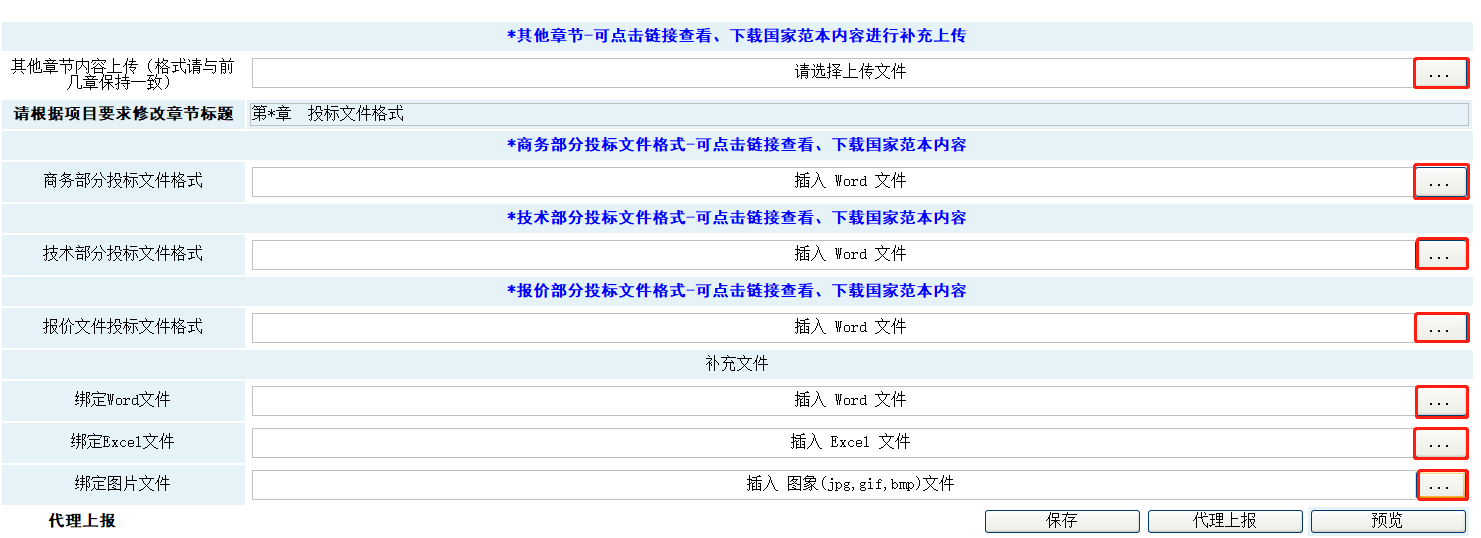 *其他章节-可点击链接查看、下载国家范本内容进行补充上传
其他章节内容上传（格式请与前
几章保持一致）
请选择上传文件
...
请根据项目要求修改章节标题
第*章　投标文件格式
*商务部分投标文件格式-可点击链接查看、下载国家范本内容
商务部分投标文件格式
插入 Word 文件
...
*技术部分投标文件格式-可点击链接查看、下载国家范本内容
技术部分投标文件格式
插入 Word 文件
...
*报价部分投标文件格式-可点击链接查看、下载国家范本内容
报价文件投标文件格式
插入 Word 文件
...
补充文件
绑定Word文件
插入 Word 文件
...
绑定Excel文件
插入 Excel 文件
...
绑定图片文件
插入 图象(jpg,gif,bmp)文件
...
代理上报
保存
代理上报
预览